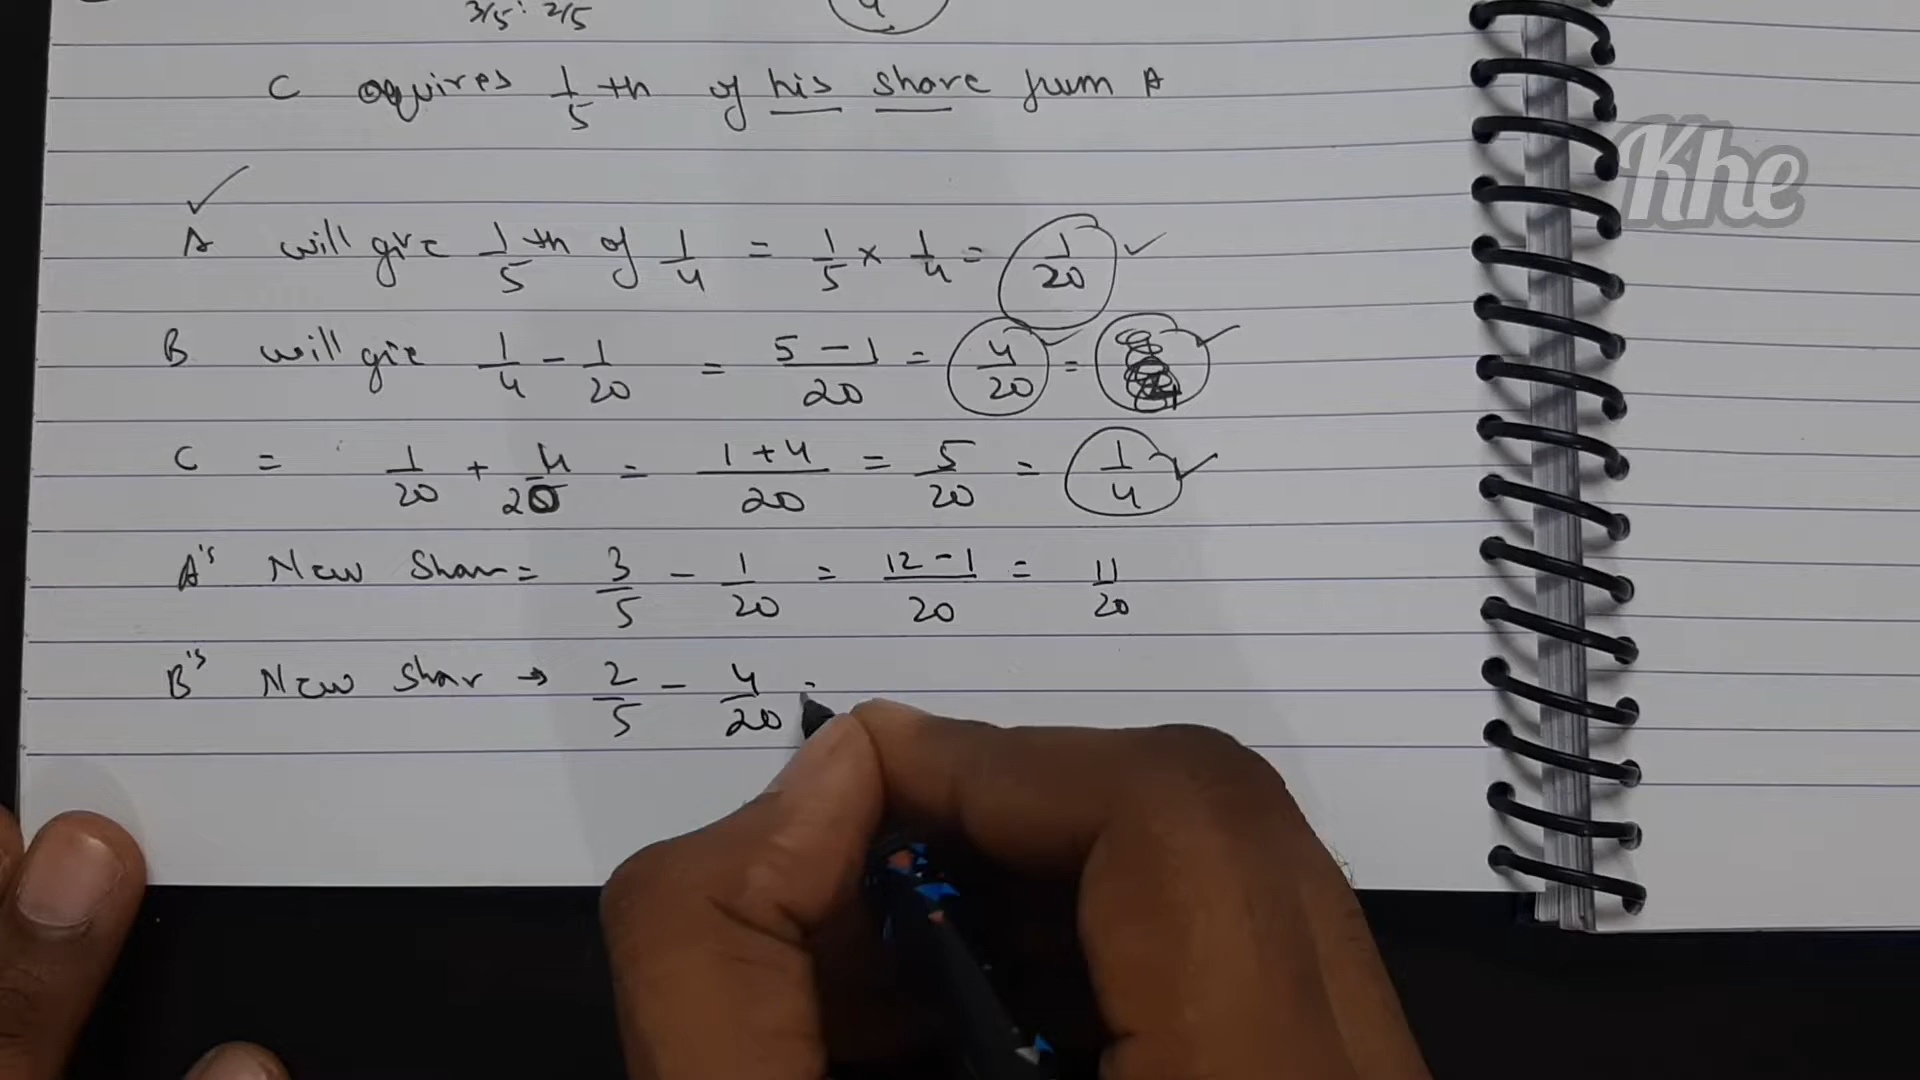 3/5 : 2/5 4
C aquires 1/5 th of his share from A
Khe
✓
A will give 1/5 th of 1/4 = 1/5 × 1/4 = 1/20 ✓
B will give 1/4 - 1/20 = 5 - 1/20 = 4/20 = ✓
C = 1/20 + 4/20 = 1 + 4/20 = 5/20 = 1/4 ✓
A's New Share = 3/5 - 1/20 = 12 - 1/20 = 11/20
B's New Shar → 2/5 - 4/20 =